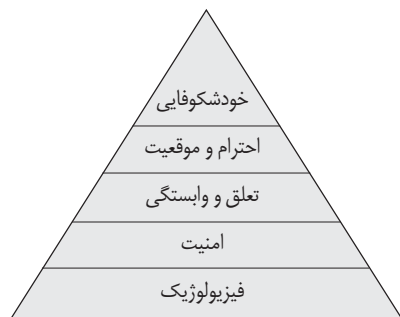 خودشکوفایی
احترام و موقعیت
تعلق و وابستگی
امنیت
فیزیولوژیک